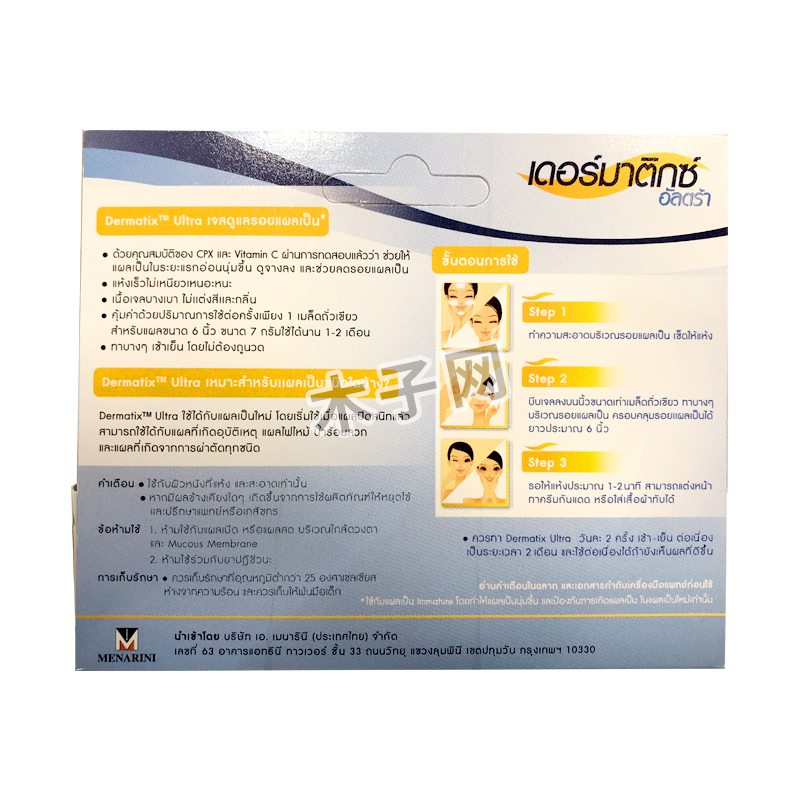 เดอร์มาติกซ์
อัลตร้า
Dermatix™ Ultra เจลดูแลรอยแผลเป็น*
• ด้วยคุณสมบัติของ CPX และ Vitamin C ผ่านการทดสอบแล้วว่า ช่วยให้
แผลเป็นในระยะแรกอ่อนนุ่มขึ้น ดูจางลง และช่วยลดรอยแผลเป็น
• แห้งเร็วไม่เหนียวเหนอะหนะ
• เนื้อเจลบางเบา ไม่แต่งสีและกลิ่น
• คุ้มค่าด้วยปริมาณการใช้ต่อครั้งเพียง 1 เมล็ดถั่วเขียว
สำหรับแผลขนาด 6 นิ้ว ขนาด 7 กรัมใช้ได้นาน 1-2 เดือน
• ทาบางๆ เช้าเย็น โดยไม่ต้องถูนวด
Dermatix™ Ultra เหมาะสำหรับแผลเป็นชนิดใดบ้าง?
Dermatix™ Ultra ใช้ได้กับแผลเป็นใหม่ โดยเริ่มใช้เมื่อแผลปิดสนิทแล้ว
สามารถใช้ได้กับแผลที่เกิดอุบัติเหตุ แผลไฟไหม้ น้ำร้อนลวก
และแผลที่เกิดจากการผ่าตัดทุกชนิด
คำเตือน • ใช้กับผิวหนังที่แห้ง และสะอาดเท่านั้น
• หากมีผลข้างเคียงใดๆ เกิดขึ้นจากการใช้ผลิตภัณฑ์ให้หยุดใช้
และปรึกษาแพทย์หรือเภสัชกร
ข้อห้ามใช้ 1. ห้ามใช้กับแผลเปิด หรือแผลสด บริเวณใกล้ดวงตา
และ Mucous Membrane
2. ห้ามใช้ร่วมกับยาปฏิชีวนะ
การเก็บรักษา • ควรเก็บรักษาที่อุณหภูมิต่ำกว่า 25 องศาเซลเซียส
ห่างจากความร้อน และควรเก็บให้พ้นมือเด็ก
ขั้นตอนการใช้
Step 1
ทำความสะอาดบริเวณรอยแผลเป็น เช็ดให้แห้ง
Step 2
บีบเจลลงบนนิ้วขนาดเท่าเมล็ดถั่วเขียว ทาบางๆ
บริเวณรอยแผลเป็น ครอบคลุมรอยแผลเป็นได้
ยาวประมาณ 6 นิ้ว
Step 3
รอให้แห้งประมาณ 1-2 นาที สามารถแต่งหน้า
ทาครีมกันแดด หรือใส่เสื้อผ้าทับได้
• ควรทา Dermatix Ultra วันละ 2 ครั้ง เช้า-เย็น ต่อเนื่อง
เป็นระยะเวลา 2 เดือน และใช้ต่อเนื่องได้ถ้ายังเห็นผลที่ดีขึ้น
อ่านคำเตือนในฉลาก และเอกสารกำกับเครื่องมือแพทย์ก่อนใช้
*ใช้กับแผลเป็น Immature โดยทำให้แผลเป็นนุ่มขึ้น และป้องกันการเกิดแผลเป็น ในแผลเป็นใหม่เท่านั้น
MENARINI
นำเข้าโดย บริษัท เอ. เมนารินี (ประเทศไทย) จำกัด
เลขที่ 63 อาคารแอทธินี ทาวเวอร์ ชั้น 33 ถนนวิทยุ แขวงลุมพินี เขตปทุมวัน กรุงเทพฯ 10330
木子网